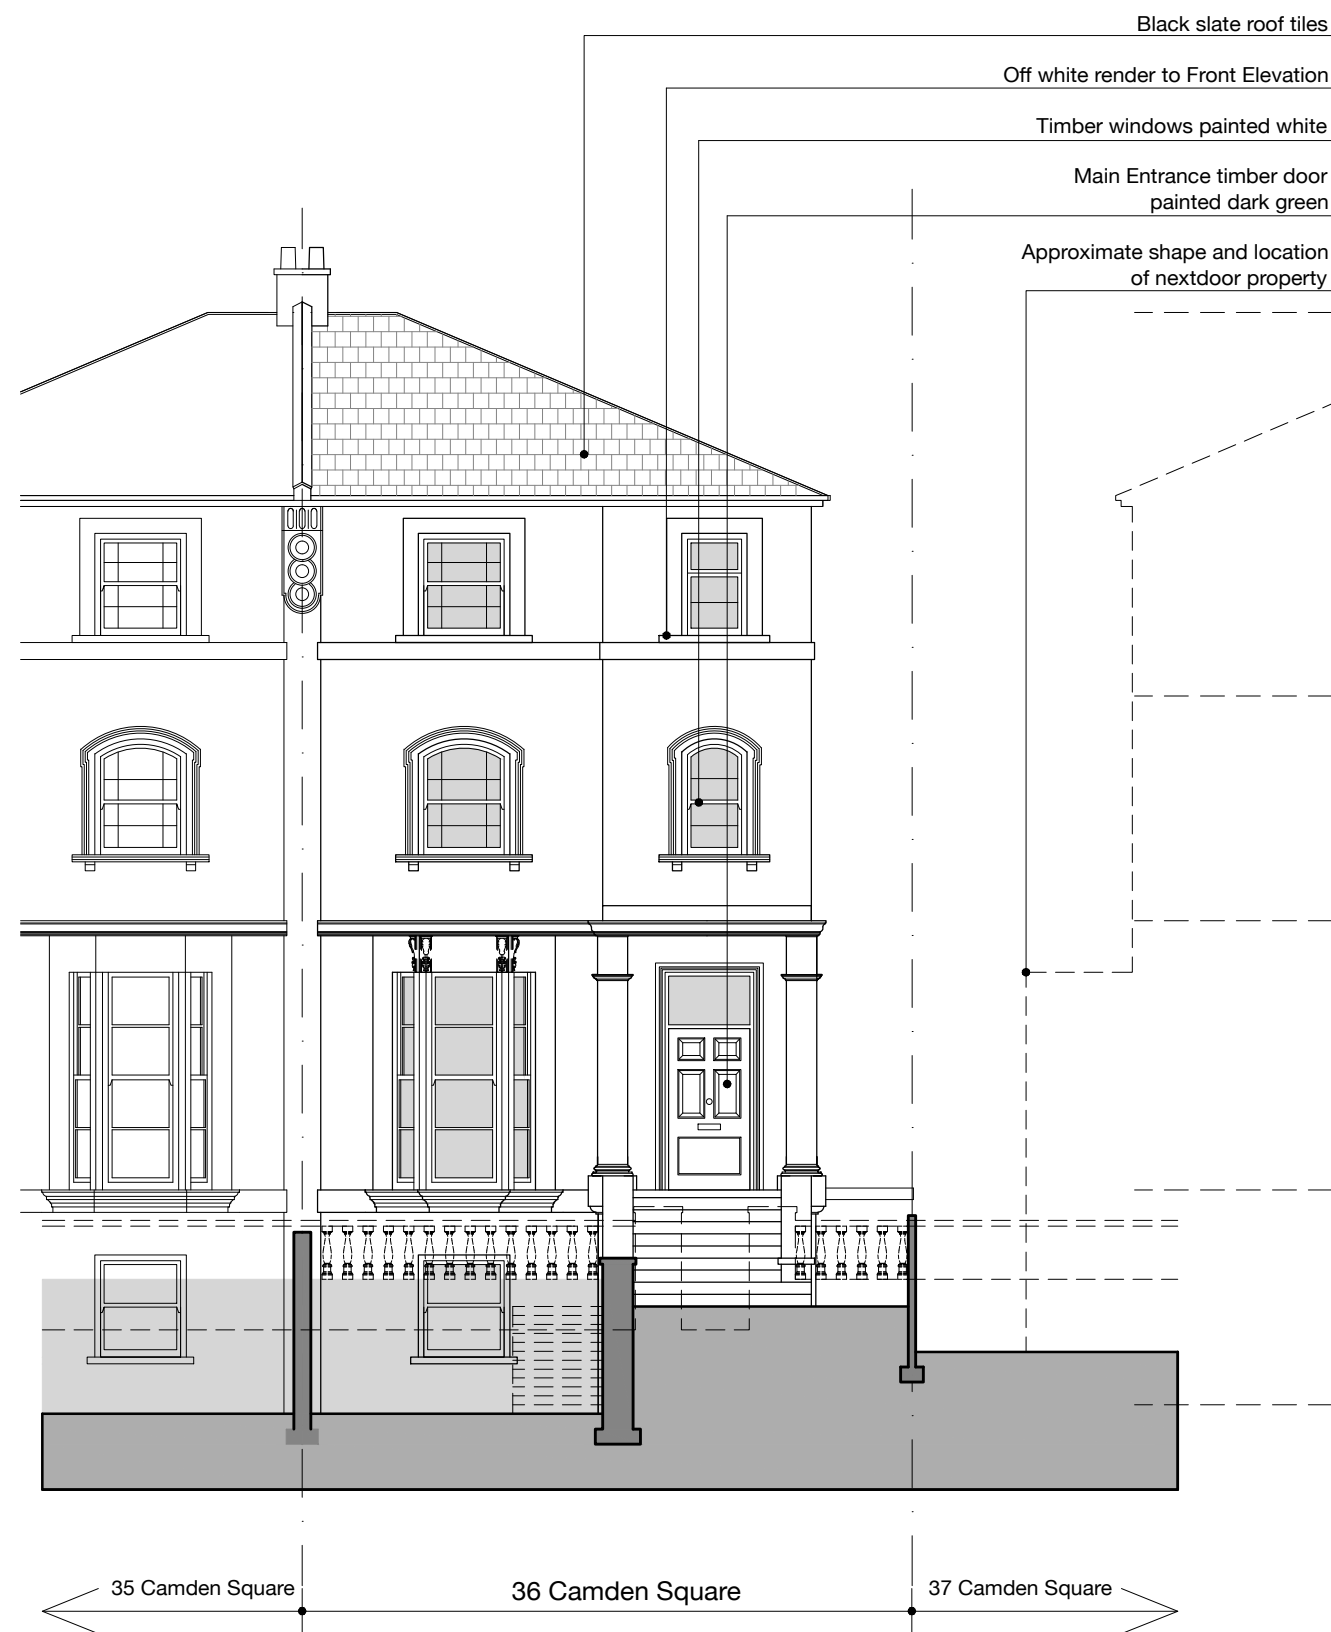 Black slate roof tiles
Off white render to Front Elevation
Timber windows painted white
Main Entrance timber door
painted dark green
Approximate shape and location
of nextdoor property
35 Camden Square
36 Camden Square
37 Camden Square